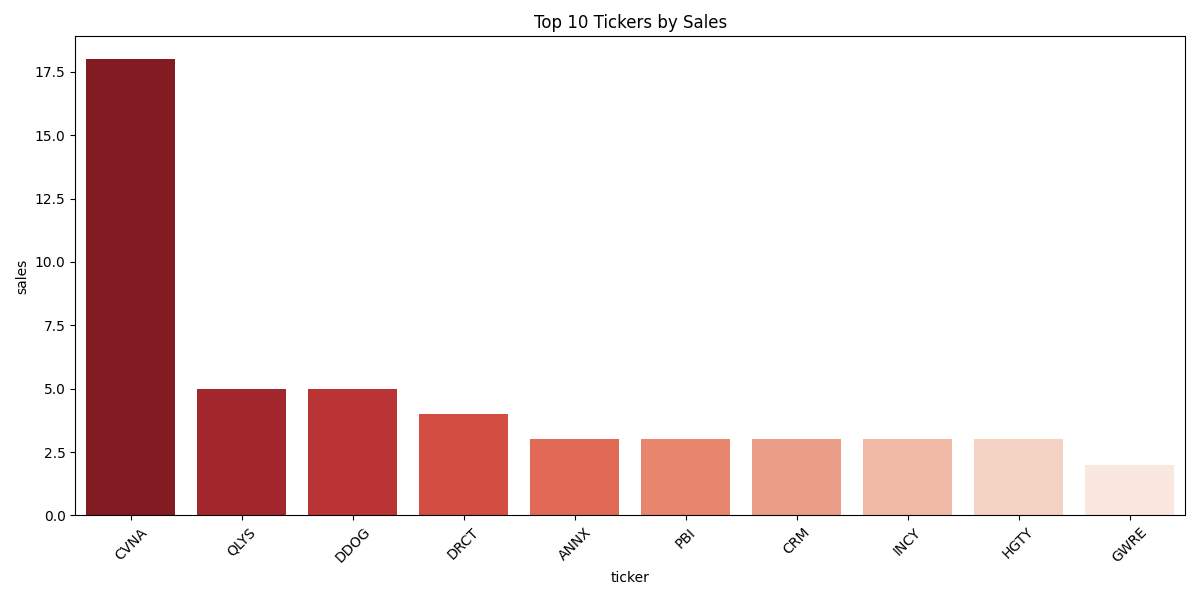 Top 10 Tickers by Sales
17.5
15.0
12.5
10.0
7.5
5.0
2.5
0.0
sales
CVNA
QLYS
DDOG
DRCT
ANNX
PBI
CRM
INCY
HGTY
GWRE
ticker